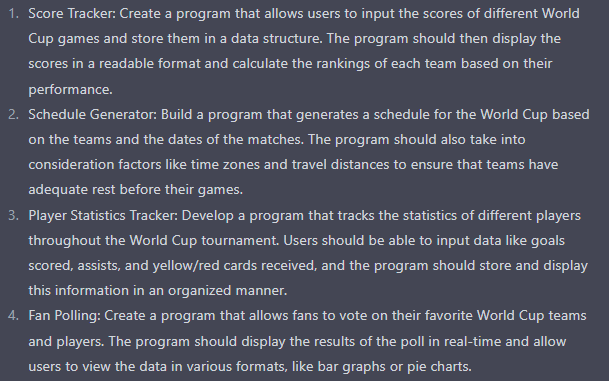 1. Score Tracker: Create a program that allows users to input the scores of different World
Cup games and store them in a data structure. The program should then display the
scores in a readable format and calculate the rankings of each team based on their
performance.
2. Schedule Generator: Build a program that generates a schedule for the World Cup based
on the teams and the dates of the matches. The program should also take into
consideration factors like time zones and travel distances to ensure that teams have
adequate rest before their games.
3. Player Statistics Tracker: Develop a program that tracks the statistics of different players
throughout the World Cup tournament. Users should be able to input data like goals
scored, assists, and yellow/red cards received, and the program should store and display
this information in an organized manner.
4. Fan Polling: Create a program that allows fans to vote on their favorite World Cup teams
and players. The program should display the results of the poll in real-time and allow
users to view the data in various formats, like bar graphs or pie charts.